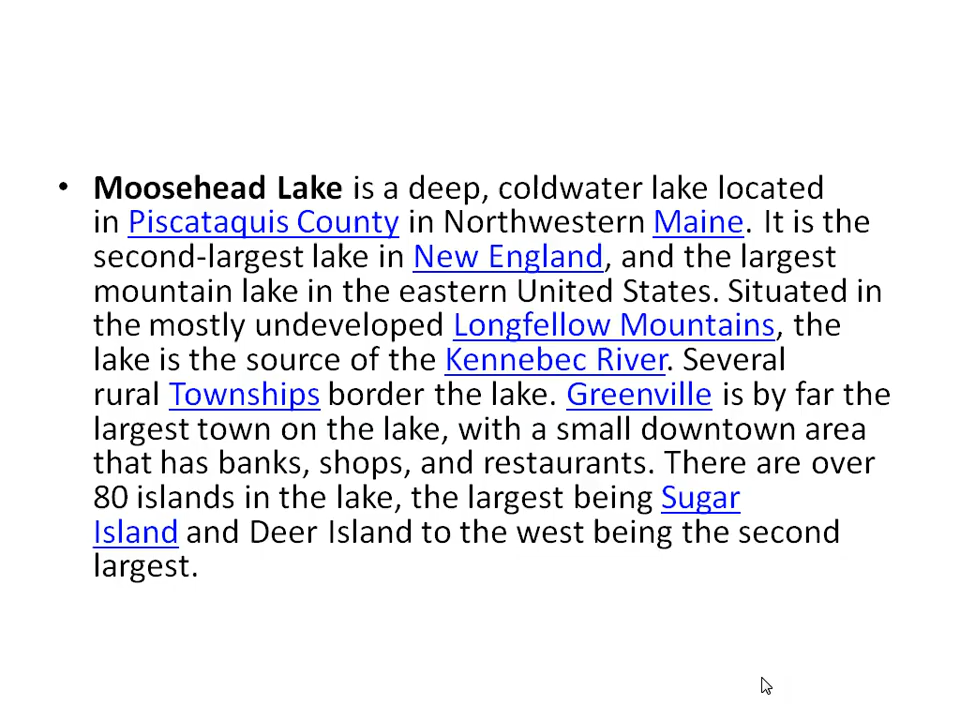 • Moosehead Lake is a deep, coldwater lake located
in Piscataquis County in Northwestern Maine. It is the
second-largest lake in New England, and the largest
mountain lake in the eastern United States. Situated in
the mostly undeveloped Longfellow Mountains, the
lake is the source of the Kennebec River. Several
rural Townships border the lake. Greenville is by far the
largest town on the lake, with a small downtown area
that has banks, shops, and restaurants. There are over
80 islands in the lake, the largest being Sugar
Island and Deer Island to the west being the second
largest.